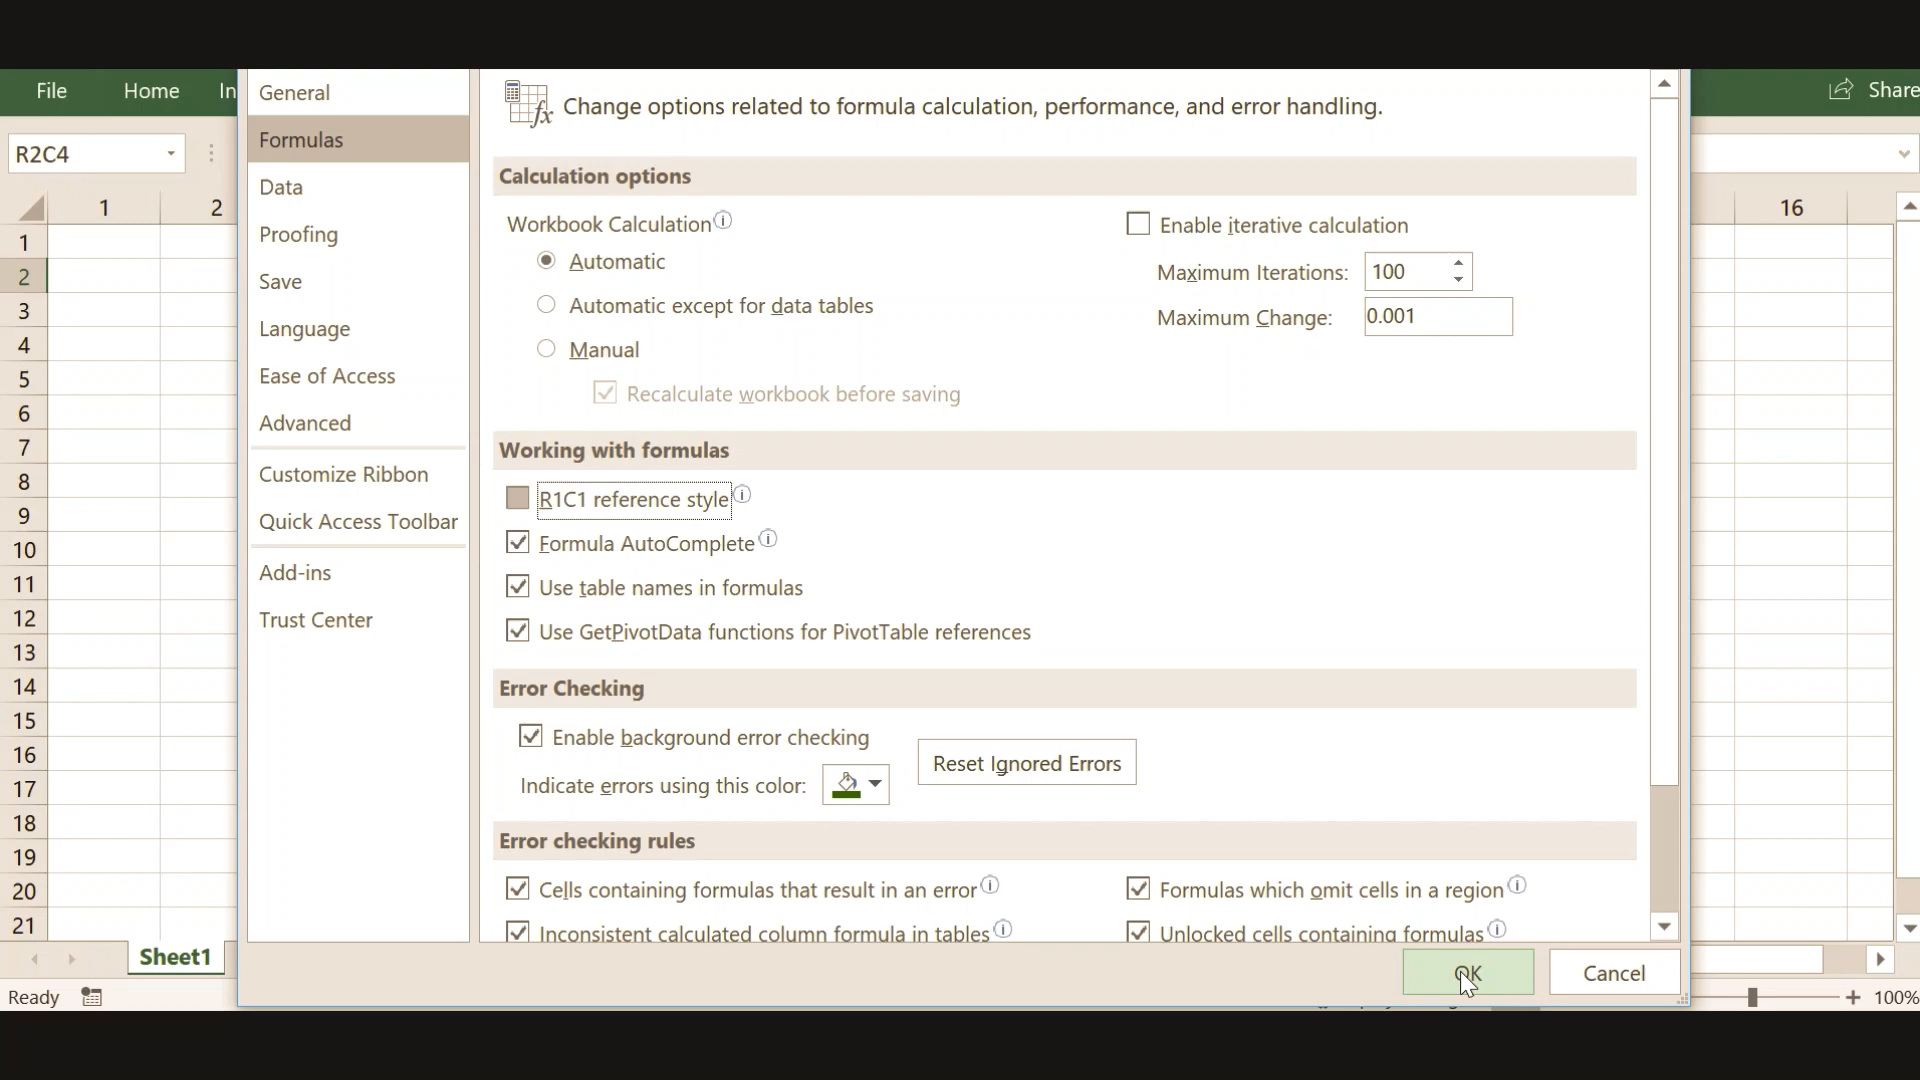 File Home In
Share
R2C4
1 2 16
1
2
3
4
5
6
7
8
9
10
11
12
13
14
15
16
17
18
19
20
21
General
Formulas
Data
Proofing
Save
Language
Ease of Access
Advanced
Customize Ribbon
Quick Access Toolbar
Add-ins
Trust Center
Change options related to formula calculation, performance, and error handling.
Calculation options
Workbook Calculation
Automatic
Automatic except for data tables
Manual
Recalculate workbook before saving
Enable iterative calculation
Maximum Iterations: 100
Maximum Change: 0.001
Working with formulas
R1C1 reference style
Formula AutoComplete
Use table names in formulas
Use GetPivotData functions for PivotTable references
Error Checking
Enable background error checking
Indicate errors using this color:
Reset Ignored Errors
Error checking rules
Cells containing formulas that result in an error
Formulas which omit cells in a region
Inconsistent calculated column formula in tables
Unlocked cells containing formulas
OK Cancel
Sheet1
Ready
100%